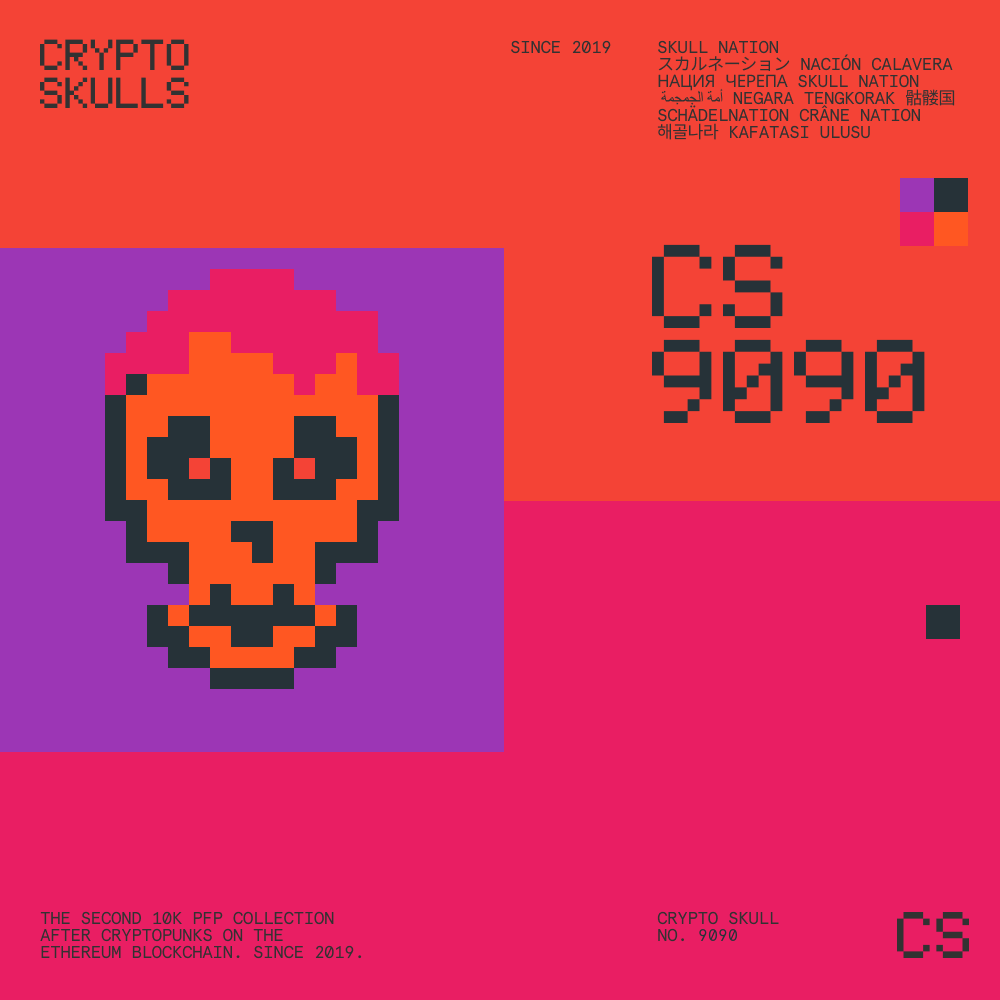 CRYPTO
SKULLS
SINCE 2019
SKULL NATION
スカルネーション NACIÓN CALAVERA
НАЦИЯ ЧЕРЕПА SKULL NATION
أمة الجمجمة NEGARA TENGKORAK 骷髅国
SCHÄDELNATION CRÂNE NATION
해골나라 KAFATASI ULUSU
CS
9090
THE SECOND 10K PFP COLLECTION
AFTER CRYPTOPUNKS ON THE
ETHEREUM BLOCKCHAIN. SINCE 2019.
CRYPTO SKULL
NO. 9090
CS